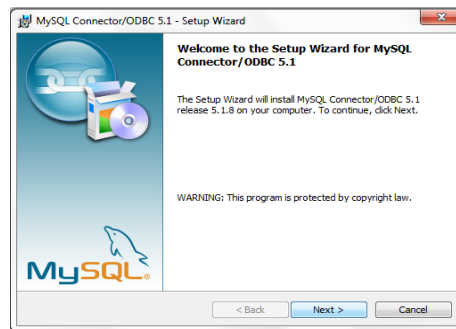 MySQL Connector/ODBC 5.1 - Setup Wizard
Welcome to the Setup Wizard for MySQL
Connector/ODBC 5.1
The Setup Wizard will install MySQL Connector/ODBC 5.1
release 5.1.8 on your computer. To continue, click Next.
WARNING: This program is protected by copyright law.
MySQL®
< Back
Next >
Cancel